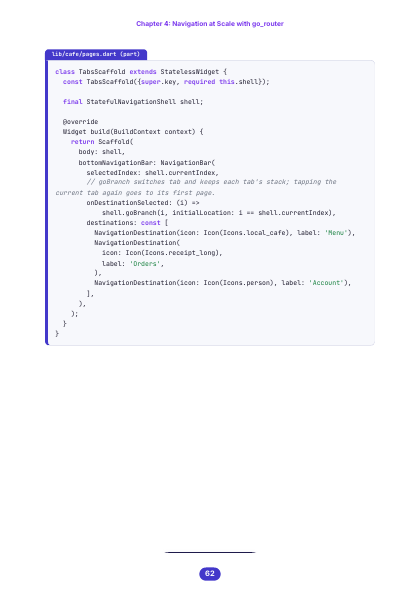 Chapter 4: Navigation at Scale with go_router
lib/cafe/pages.dart (part)
class TabsScaffold extends StatelessWidget {
  const TabsScaffold({super.key, required this.shell});

  final StatefulNavigationShell shell;

  @override
  Widget build(BuildContext context) {
    return Scaffold(
      body: shell,
      bottomNavigationBar: NavigationBar(
        selectedIndex: shell.currentIndex,
        // goBranch switches tab and keeps each tab's stack; tapping the
current tab again goes to its first page.
        onDestinationSelected: (i) =>
            shell.goBranch(i, initialLocation: i == shell.currentIndex),
        destinations: const [
          NavigationDestination(icon: Icon(Icons.local_cafe), label: 'Menu'),
          NavigationDestination(
            icon: Icon(Icons.receipt_long),
            label: 'Orders',
          ),
          NavigationDestination(icon: Icon(Icons.person), label: 'Account'),
        ],
      ),
    );
  }
}
62